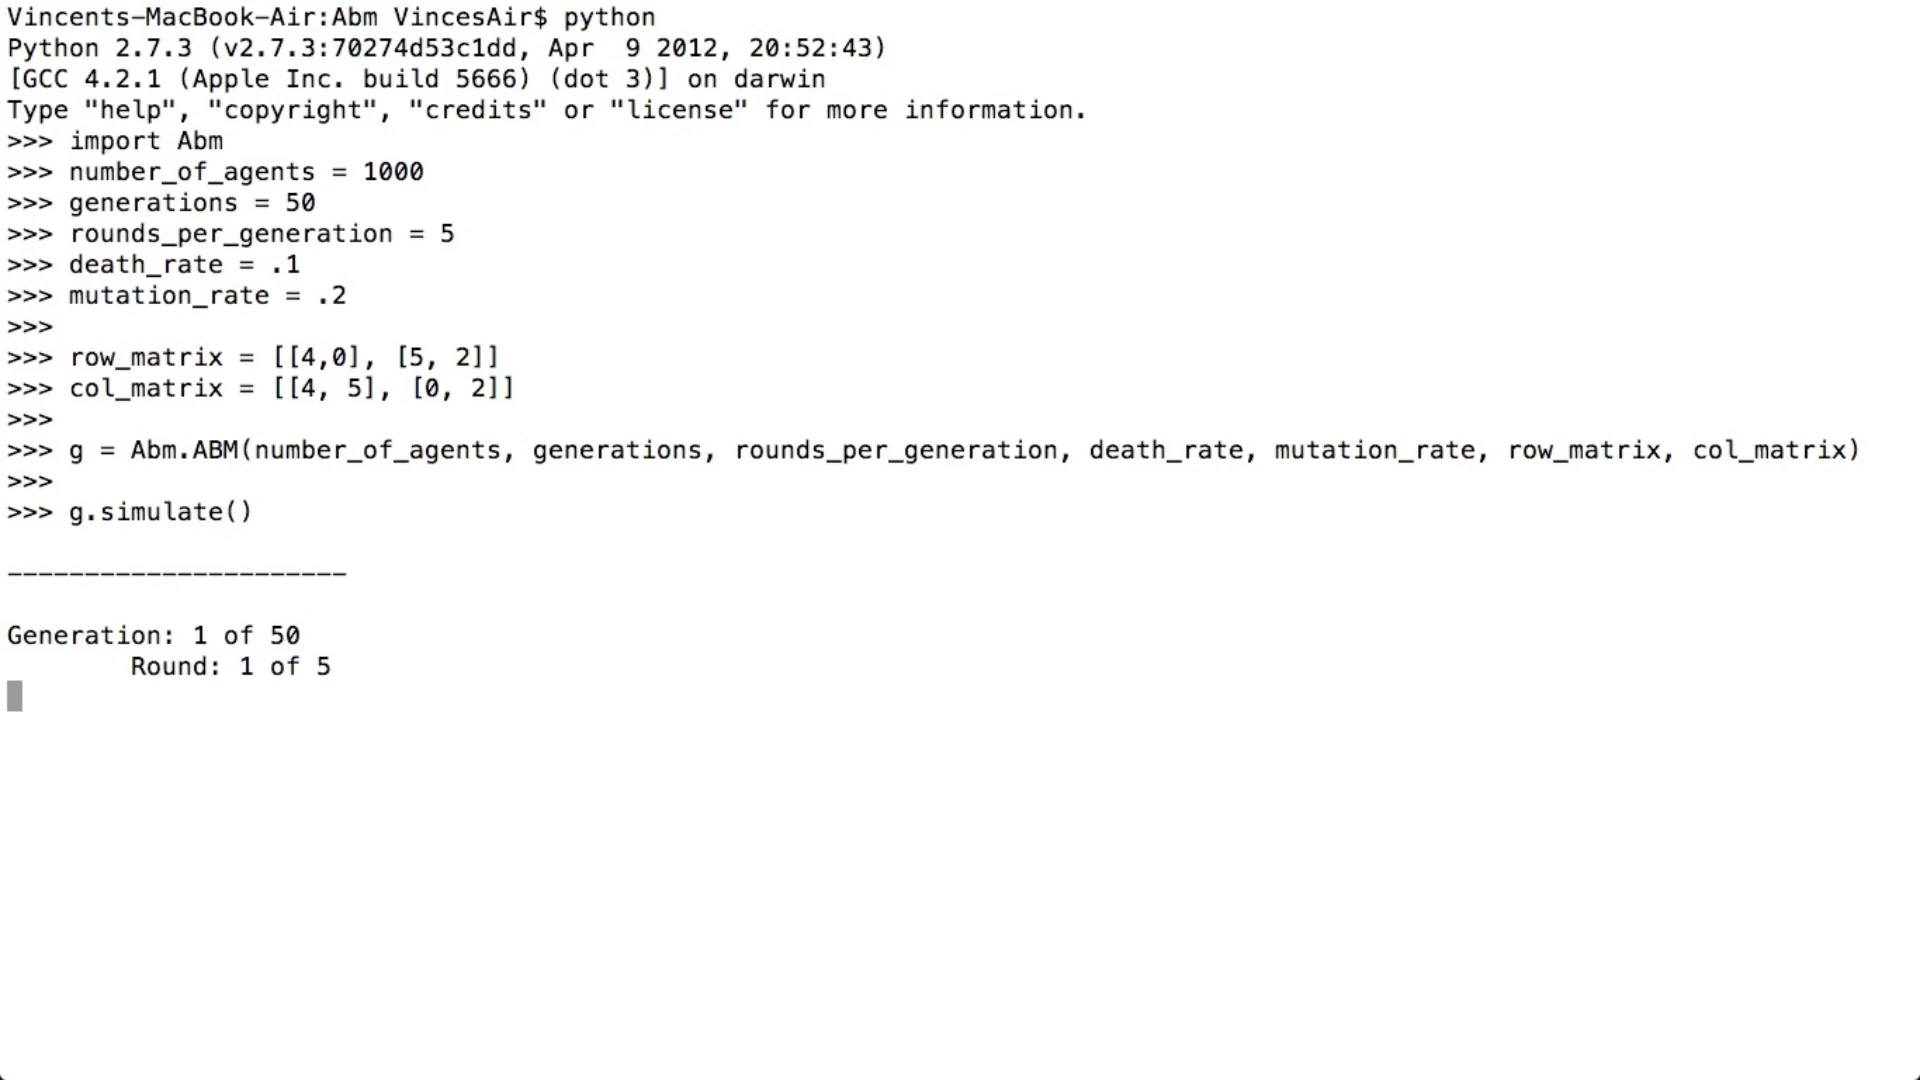 Vincents-MacBook-Air:Abm VincesAir$ python
Python 2.7.3 (v2.7.3:70274d53c1dd, Apr  9 2012, 20:52:43)
[GCC 4.2.1 (Apple Inc. build 5666) (dot 3)] on darwin
Type "help", "copyright", "credits" or "license" for more information.
>>> import Abm
>>> number_of_agents = 1000
>>> generations = 50
>>> rounds_per_generation = 5
>>> death_rate = .1
>>> mutation_rate = .2
>>>
>>> row_matrix = [[4,0], [5, 2]]
>>> col_matrix = [[4, 5], [0, 2]]
>>>
>>> g = Abm.ABM(number_of_agents, generations, rounds_per_generation, death_rate, mutation_rate, row_matrix, col_matrix)
>>>
>>> g.simulate()
----------------------
Generation: 1 of 50
        Round: 1 of 5